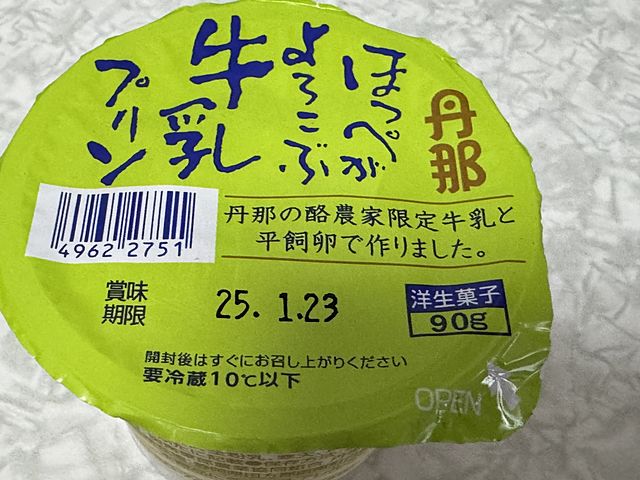 丹那
ほっぺが
よろこぶ
牛乳
プリン
丹那の酪農家限定牛乳と
平飼卵で作りました。
4962 2751
賞味
期限
25. 1.23
洋生菓子
90g
開封後はすぐにお召し上がりください
要冷蔵10℃以下
OPEN